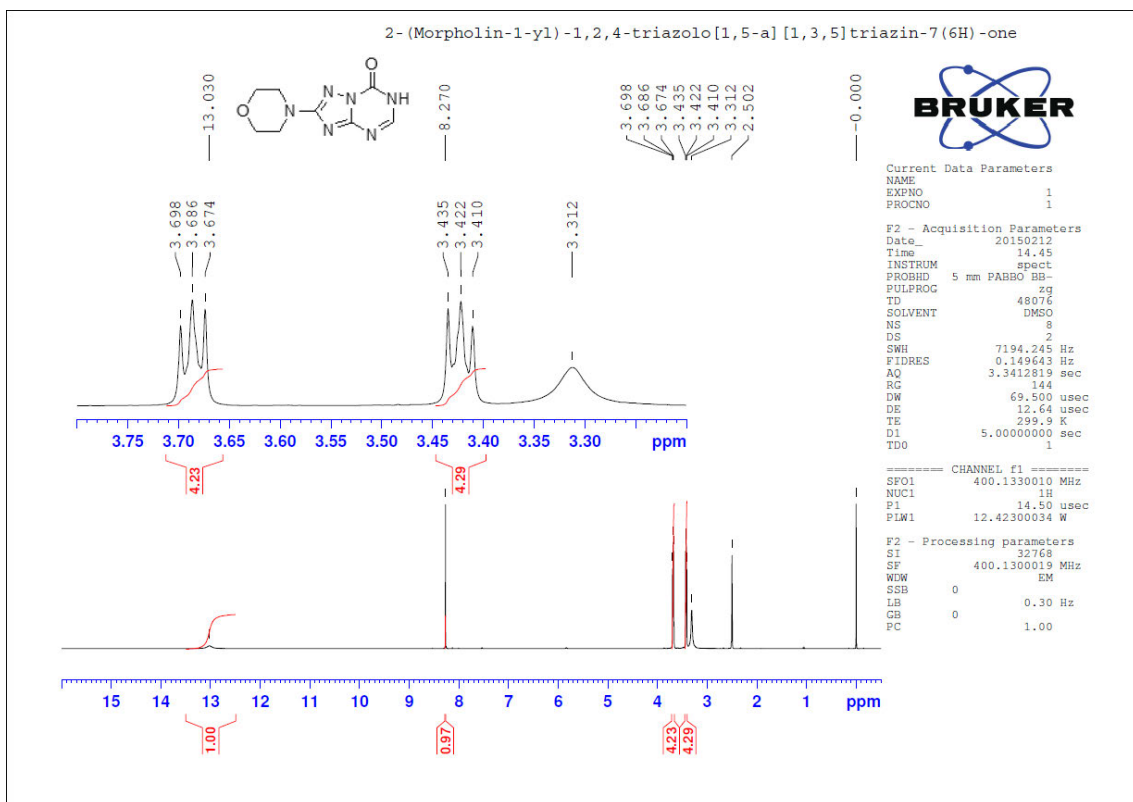 2-(Morpholin-1-yl)-1,2,4-triazolo[1,5-a][1,3,5]triazin-7(6H)-one
O
N
N
NH
O
N
N
N
13.030
8.270
3.698
3.686
3.674
3.435
3.422
3.410
3.312
2.502
-0.000
BRUKER
3.698
3.686
3.674
3.435
3.422
3.410
3.312
3.75 3.70 3.65 3.60 3.55 3.50 3.45 3.40 3.35 3.30 ppm
4.23
4.29
15 14 13 12 11 10 9 8 7 6 5 4 3 2 1 ppm
1.00
0.97
4.23
4.29
Current Data Parameters
NAME
EXPNO 1
PROCNO 1
F2 - Acquisition Parameters
Date_ 20150212
Time 14.45
INSTRUM spect
PROBHD 5 mm PABBO BB-
PULPROG zg
TD 48076
SOLVENT DMSO
NS 8
DS 2
SWH 7194.245 Hz
FIDRES 0.149643 Hz
AQ 3.3412819 sec
RG 144
DW 69.500 usec
DE 12.64 usec
TE 299.9 K
D1 5.00000000 sec
TD0 1
======== CHANNEL f1 ========
SFO1 400.1330010 MHz
NUC1 1H
P1 14.50 usec
PLW1 12.42300034 W
F2 - Processing parameters
SI 32768
SF 400.1300019 MHz
WDW EM
SSB 0
LB 0.30 Hz
GB 0
PC 1.00